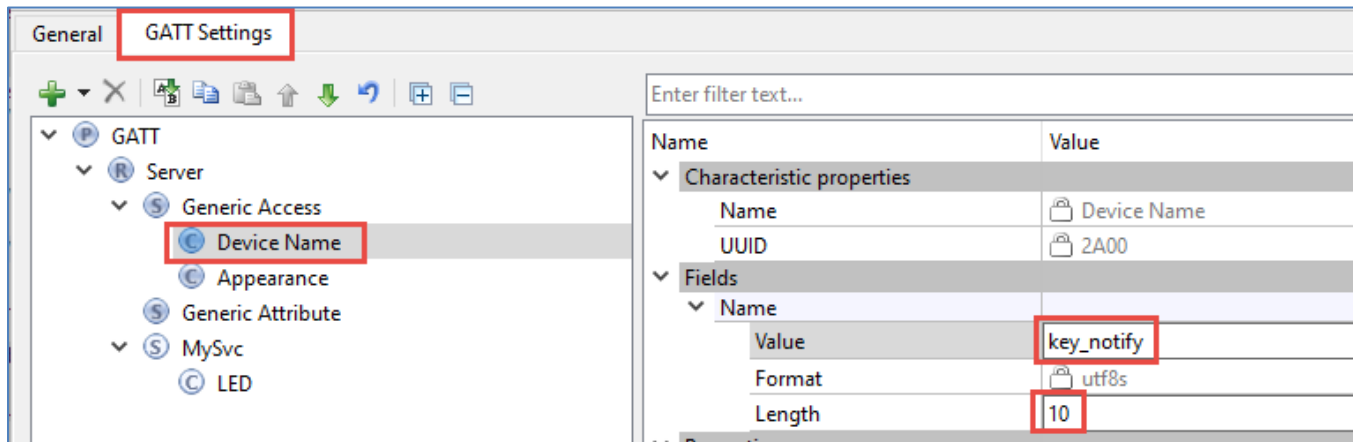 General GATT Settings
Enter filter text...
GATT
Server
Generic Access
Device Name
Appearance
Generic Attribute
MySvc
LED
Name Value
Characteristic properties
Name Device Name
UUID 2A00
Fields
Name
Value key_notify
Format utf8s
Length 10